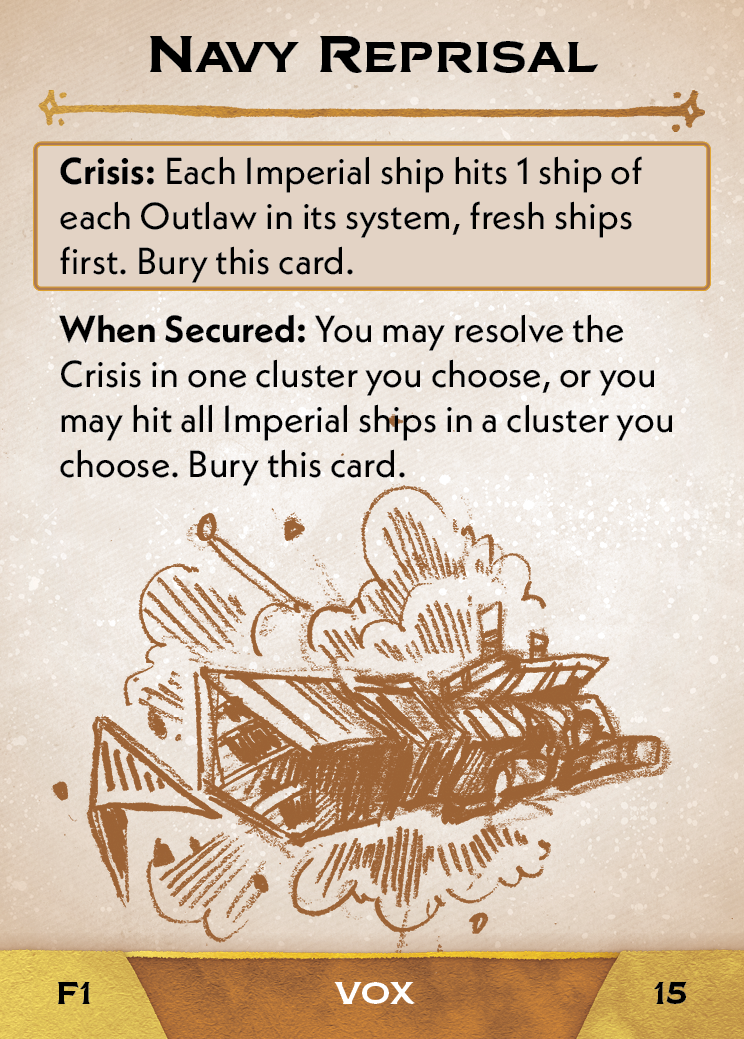 Navy Reprisal
Crisis: Each Imperial ship hits 1 ship of
each Outlaw in its system, fresh ships
first. Bury this card.
When Secured: You may resolve the
Crisis in one cluster you choose, or you
may hit all Imperial ships in a cluster you
choose. Bury this card.
F1 VOX 15